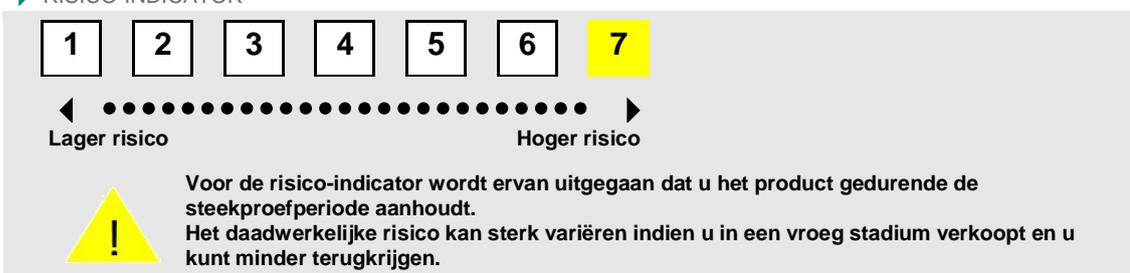 RISICO-INDICATOR
1 2 3 4 5 6 7
Lager risico Hoger risico
!
Voor de risico-indicator wordt ervan uitgegaan dat u het product gedurende de
steekproefperiode aanhoudt.
Het daadwerkelijke risico kan sterk variëren indien u in een vroeg stadium verkoopt en u
kunt minder terugkrijgen.